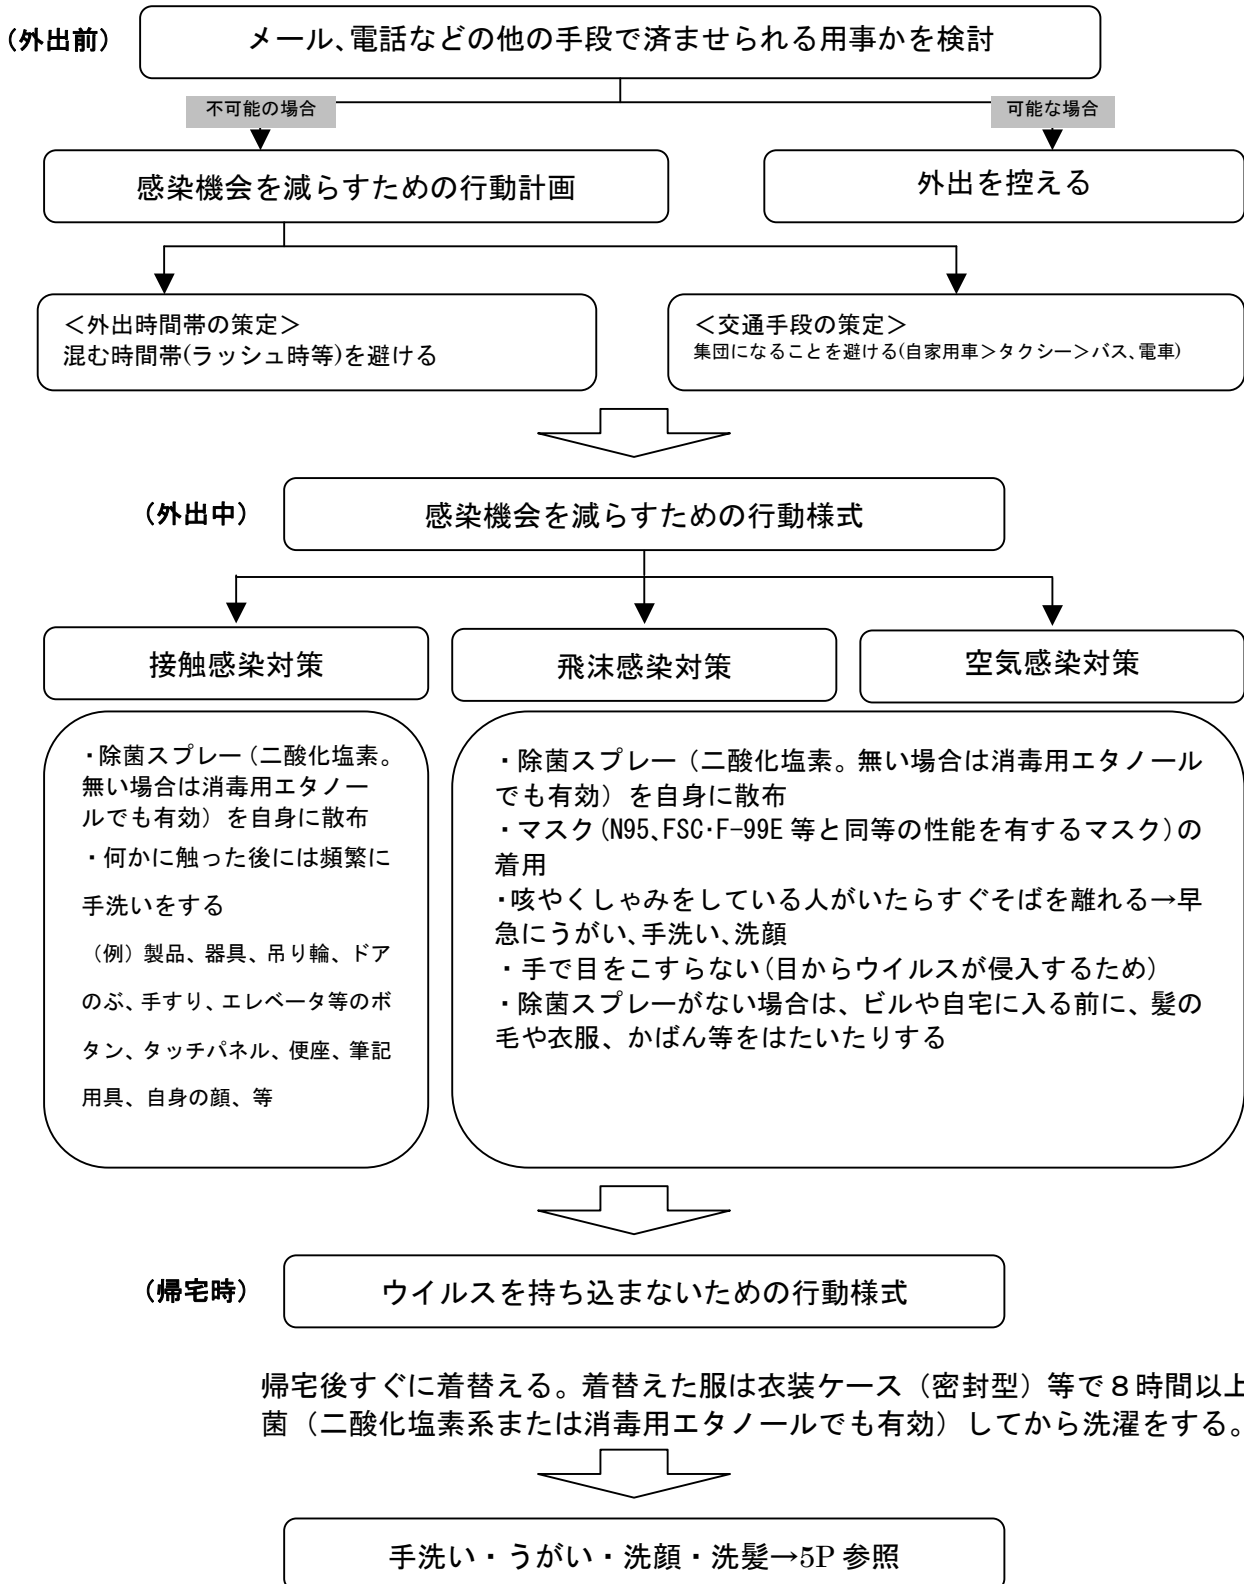 (外出前)
メール、電話などの他の手段で済ませられる用事かを検討
不可能の場合
可能な場合
感染機会を減らすための行動計画
外出を控える
＜外出時間帯の策定＞
混む時間帯(ラッシュ時等)を避ける
＜交通手段の策定＞
集団になることを避ける(自家用車＞タクシー＞バス、電車)
(外出中)
感染機会を減らすための行動様式
接触感染対策
飛沫感染対策
空気感染対策
・除菌スプレー（二酸化塩素。
無い場合は消毒用エタノー
ルでも有効）を自身に散布
・何かに触った後には頻繁に
手洗いをする
（例）製品、器具、吊り輪、ドア
のぶ、手すり、エレベータ等のボ
タン、タッチパネル、便座、筆記
用具、自身の顔、等
・除菌スプレー（二酸化塩素。無い場合は消毒用エタノール
でも有効）を自身に散布
・マスク(N95、FSC・F-99E 等と同等の性能を有するマスク)の
着用
・咳やくしゃみをしている人がいたらすぐそばを離れる→早
急にうがい、手洗い、洗顔
・手で目をこすらない(目からウイルスが侵入するため)
・除菌スプレーがない場合は、ビルや自宅に入る前に、髪の
毛や衣服、かばん等をはたいたりする
(帰宅時)
ウイルスを持ち込まないための行動様式
帰宅後すぐに着替える。着替えた服は衣装ケース（密封型）等で８時間以上
菌（二酸化塩素系または消毒用エタノールでも有効）してから洗濯をする。
手洗い・うがい・洗顔・洗髪→5P 参照